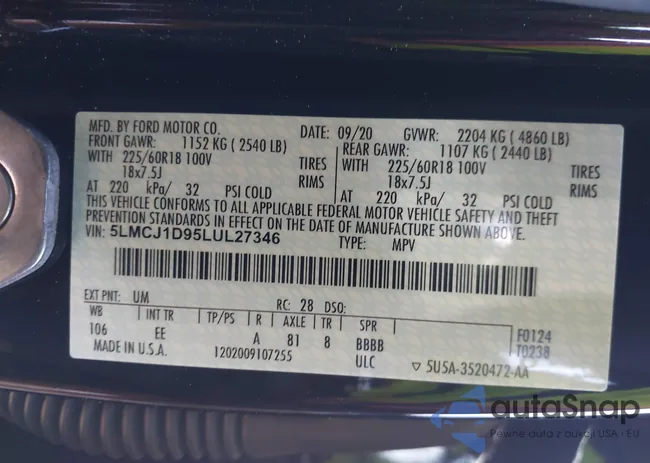 MFD. BY FORD MOTOR CO. DATE: 09/20 GVWR: 2204 KG ( 4860 LB)
FRONT GAWR: 1152 KG ( 2540 LB) REAR GAWR: 1107 KG ( 2440 LB)
WITH 225/60R18 100V TIRES WITH 225/60R18 100V TIRES
18x7.5J RIMS 18x7.5J RIMS
AT 220 kPa/ 32 PSI COLD AT 220 kPa/ 32 PSI COLD
THIS VEHICLE CONFORMS TO ALL APPLICABLE FEDERAL MOTOR VEHICLE SAFETY AND THEFT
PREVENTION STANDARDS IN EFFECT ON THE DATE OF MANUFACTURE SHOWN ABOVE.
VIN: 5LMCJ1D95LUL27346 TYPE: MPV
EXT PNT: UM RC: 28 DSO:
WB INT TR TP/PS R AXLE TR SPR
106 EE A 81 8 BBBB F0124
MADE IN U.S.A. 1202009107255 ULC T0238
▽ 5U5A-3520472-AA
autoSnap
Pewne auta z aukcji USA i EU